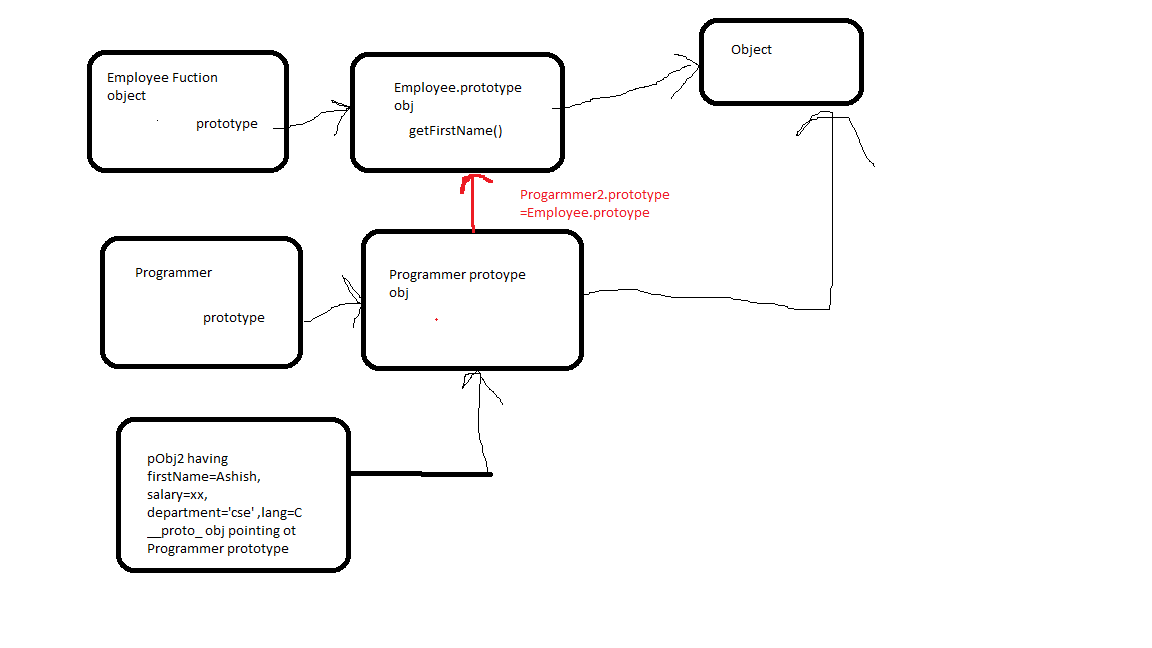 Employee Fuction
object
prototype
Employee.prototype
obj
getFirstName()
Object
Progarmmer2.prototype
=Employee.protoype
Programmer
prototype
Programmer protoype
obj
pObj2 having
firstName=Ashish,
salary=xx,
department='cse' ,lang=C
__proto_ obj pointing ot
Programmer prototype